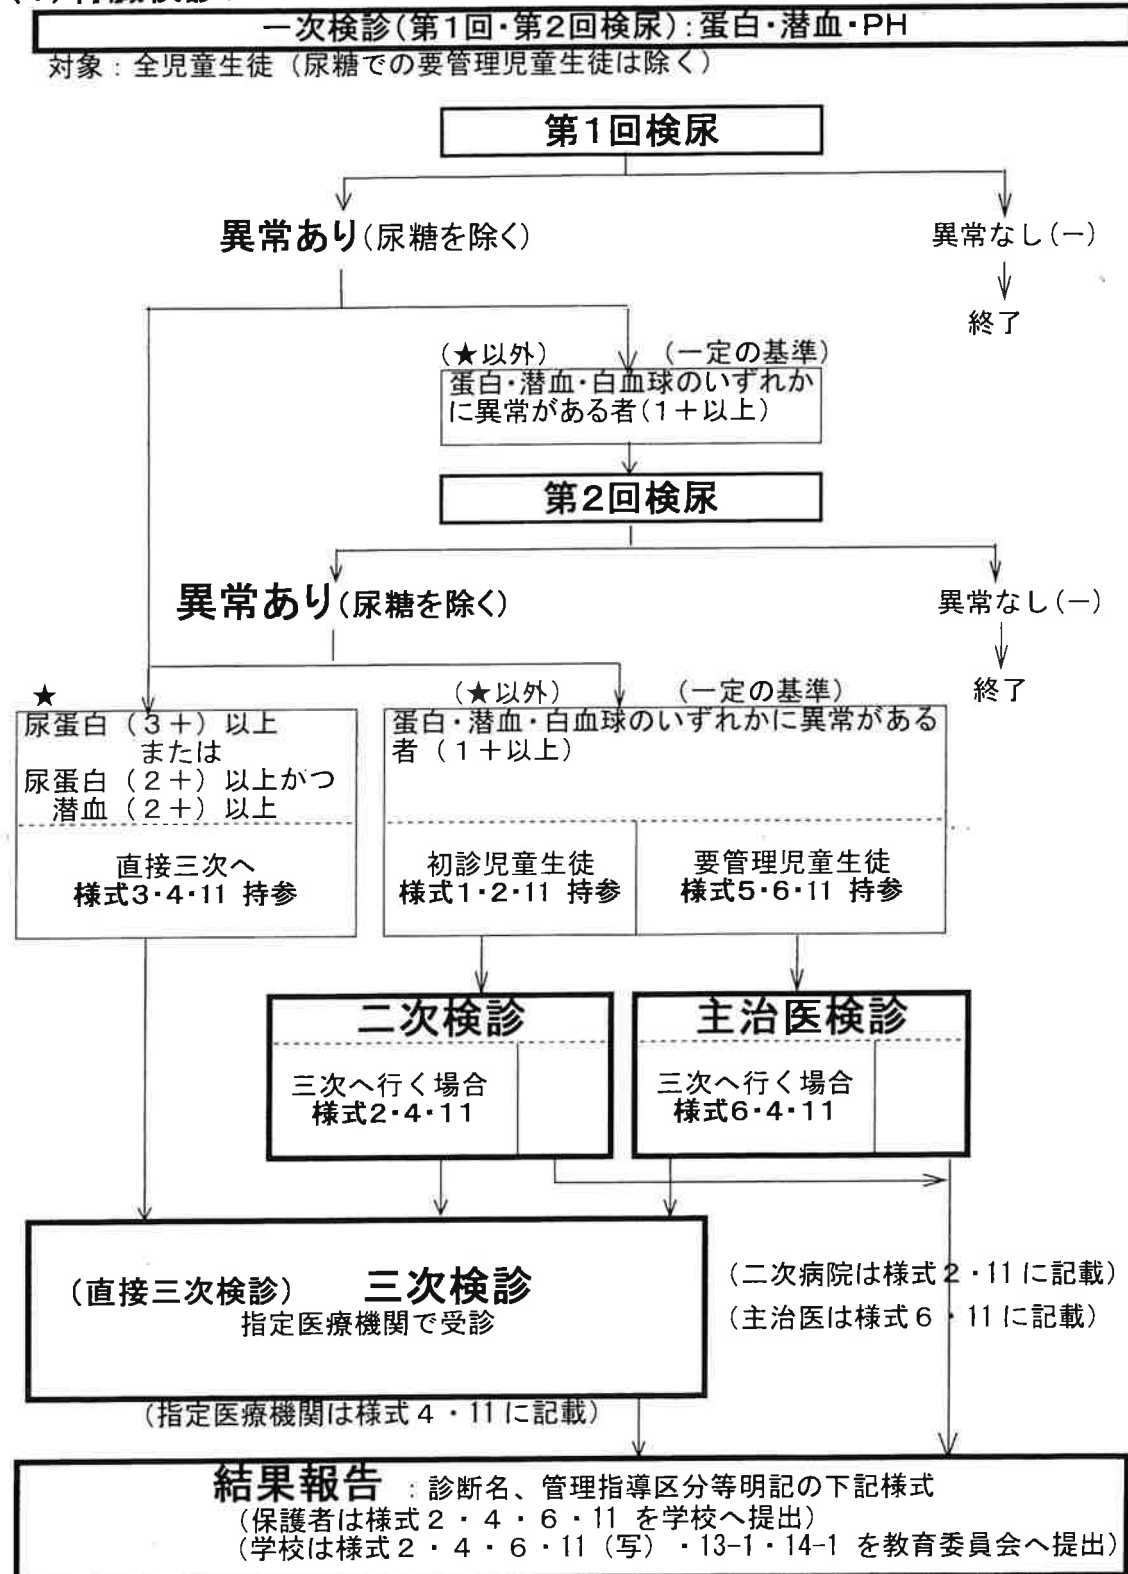 一次検診(第1回・第2回検尿):蛋白・潜血・PH
対象:全児童生徒(尿糖での要管理児童生徒は除く)
第1回検尿
異常あり(尿糖を除く)
異常なし(-)
終了
(★以外) (一定の基準)
蛋白・潜血・白血球のいずれか
に異常がある者(1+以上)
第2回検尿
異常あり(尿糖を除く)
異常なし(-)
終了
★
尿蛋白(3+)以上
または
尿蛋白(2+)以上かつ
潜血(2+)以上
直接三次へ
様式3・4・11 持参
(★以外) (一定の基準)
蛋白・潜血・白血球のいずれかに異常がある
者(1+以上)
初診児童生徒
様式1・2・11 持参
要管理児童生徒
様式5・6・11 持参
二次検診
三次へ行く場合
様式2・4・11
主治医検診
三次へ行く場合
様式6・4・11
(直接三次検診) 三次検診
指定医療機関で受診
(二次病院は様式2・11に記載)
(主治医は様式6・11に記載)
(指定医療機関は様式4・11に記載)
結果報告 :診断名、管理指導区分等明記の下記様式
(保護者は様式2・4・6・11 を学校へ提出)
(学校は様式2・4・6・11(写)・13-1・14-1 を教育委員会へ提出)